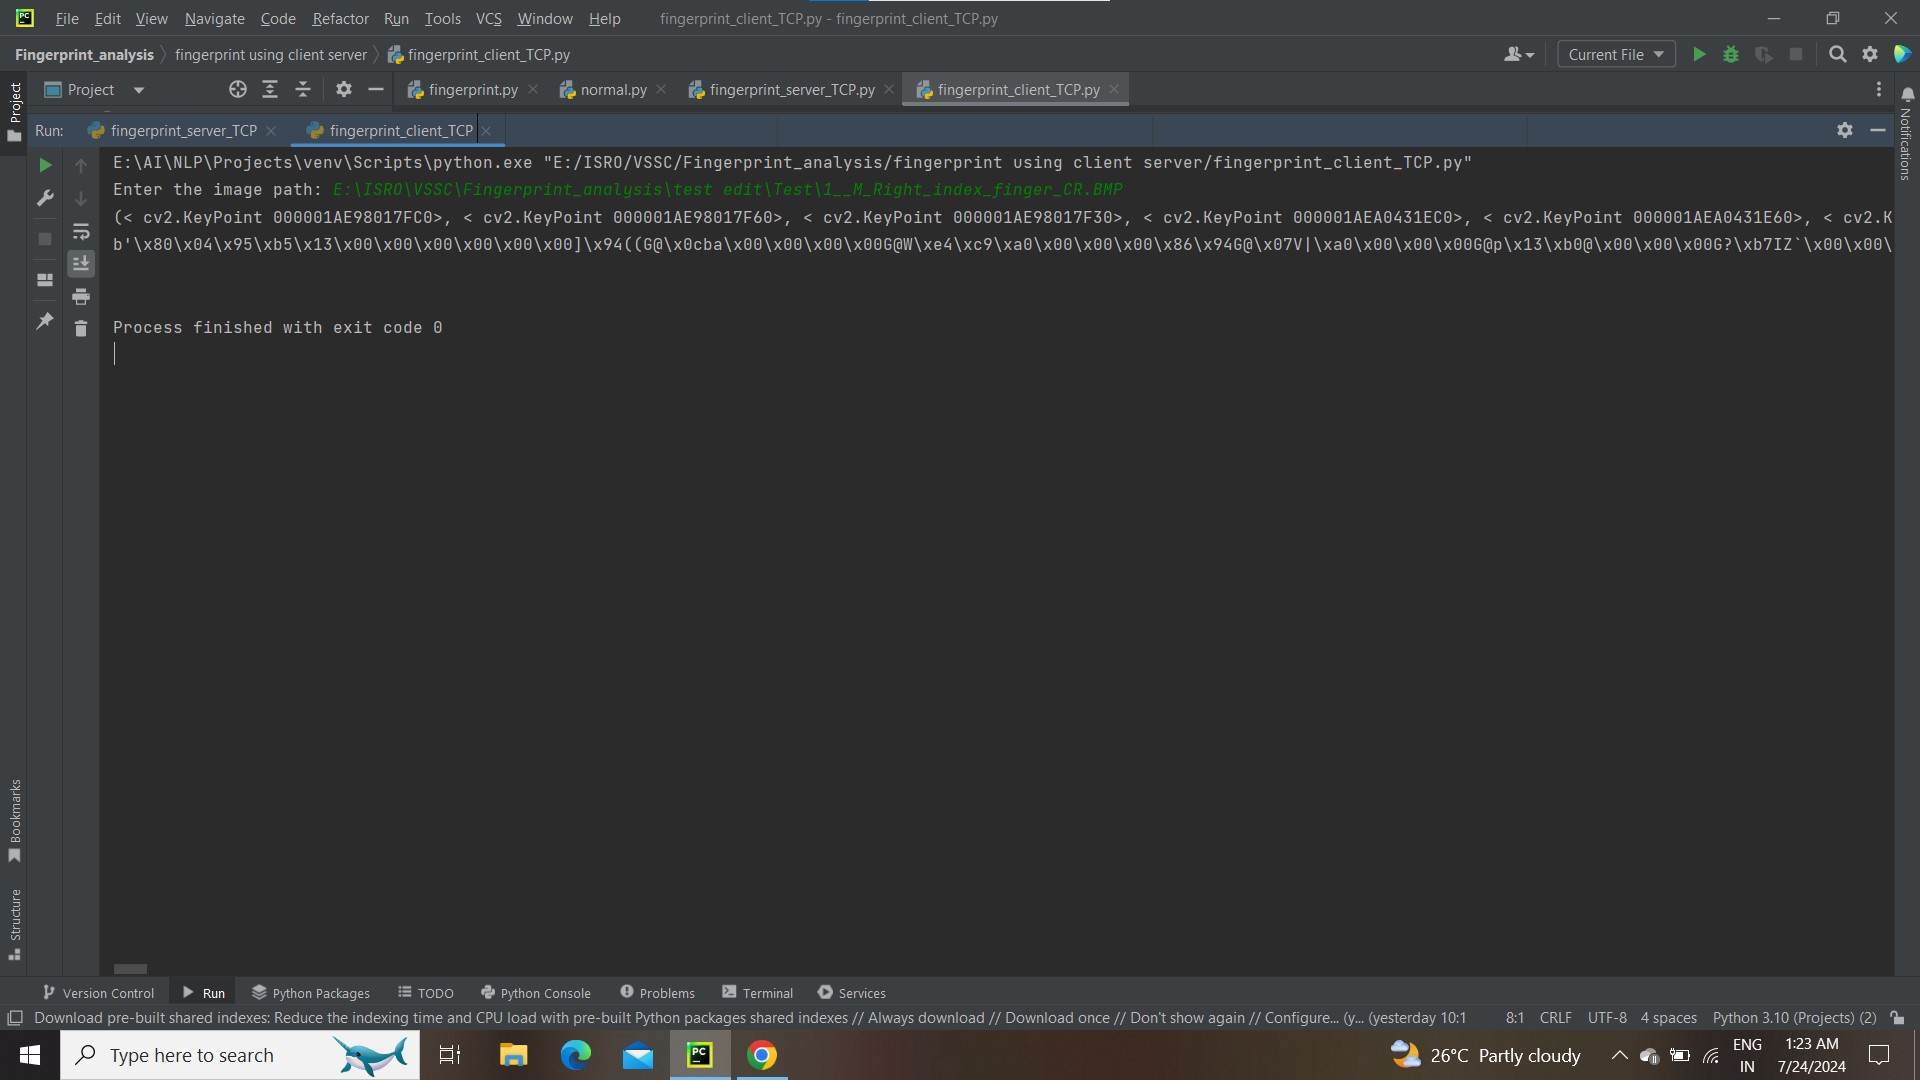 PC File Edit View Navigate Code Refactor Run Tools VCS Window Help fingerprint_client_TCP.py - fingerprint_client_TCP.py
Fingerprint_analysis fingerprint using client server fingerprint_client_TCP.py Current File
Project fingerprint.py normal.py fingerprint_server_TCP.py fingerprint_client_TCP.py
Project
Notifications
Run: fingerprint_server_TCP fingerprint_client_TCP
E:\AI\NLP\Projects\venv\Scripts\python.exe "E:/ISRO/VSSC/Fingerprint_analysis/fingerprint using client server/fingerprint_client_TCP.py"
Enter the image path: E:\ISRO\VSSC\Fingerprint_analysis\test edit\Test\1__M_Right_index_finger_CR.BMP
(< cv2.KeyPoint 000001AE98017FC0>, < cv2.KeyPoint 000001AE98017F60>, < cv2.KeyPoint 000001AE98017F30>, < cv2.KeyPoint 000001AEA0431EC0>, < cv2.KeyPoint 000001AEA0431E60>, < cv2.K
b'\x80\x04\x95\xb5\x13\x00\x00\x00\x00\x00\x00]\x94((G@\x0cba\x00\x00\x00\x00G@W\xe4\xc9\xa0\x00\x00\x00\x86\x94G@\x07V|\xa0\x00\x00\x00G@p\x13\xb0@\x00\x00\x00G?\xb7IZ`\x00\x00\
Process finished with exit code 0
Bookmarks
Structure
Version Control Run Python Packages TODO Python Console Problems Terminal Services
Download pre-built shared indexes: Reduce the indexing time and CPU load with pre-built Python packages shared indexes // Always download // Download once // Don't show again // Configure... (y... (yesterday 10:1 8:1 CRLF UTF-8 4 spaces Python 3.10 (Projects) (2)
Type here to search PC 26°C Partly cloudy ENG 1:23 AM
IN 7/24/2024